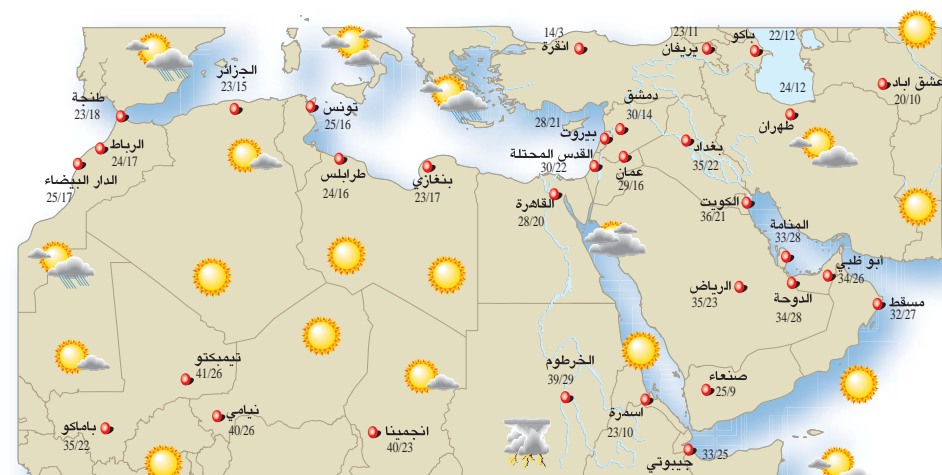 14/3
انقرة
23/11
يريفان
باكو
22/12
عشق اباد
20/10
24/12
طهران
الجزائر
23/15
طنجة
23/18
تونس
25/16
الرباط
24/17
الدار البيضاء
25/17
طرابلس
24/16
بنغازي
23/17
دمشق
30/14
28/21
بيروت
القدس المحتلة
30/22
عمان
29/16
بغداد
35/22
القاهرة
28/20
الكويت
36/21
المنامة
33/28
ابو ظبي
34/26
الرياض
35/23
الدوحة
34/28
مسقط
32/27
تيمبكتو
41/26
نيامي
40/26
باماكو
35/22
انجمينا
40/23
الخرطوم
39/29
اسمرة
23/10
صنعاء
25/9
33/25
جيبوتي